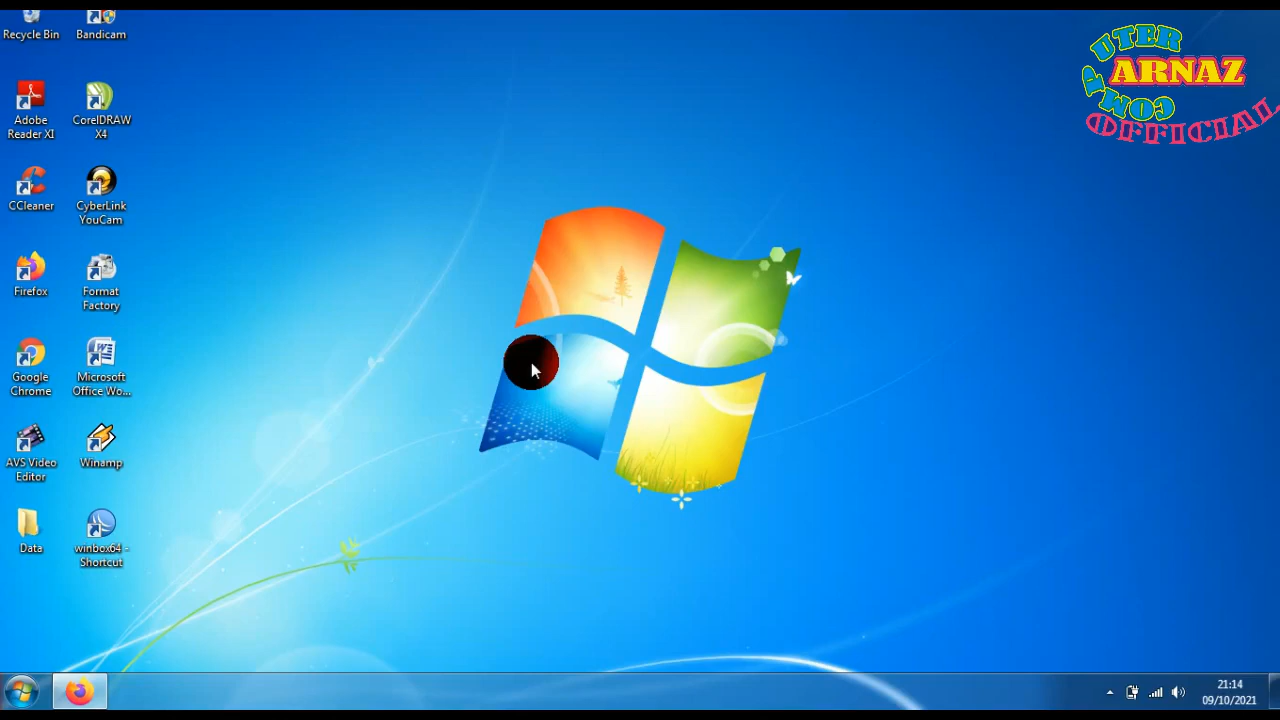 Recycle Bin
Bandicam
Adobe
Reader XI
CorelDRAW
X4
CCleaner
CyberLink
YouCam
Firefox
Format
Factory
Google
Chrome
Microsoft
Office Wo...
AVS Video
Editor
Winamp
Data
winbox64 -
Shortcut
ARNAZ
COMPUTER
OFFICIAL
21:14
09/10/2021